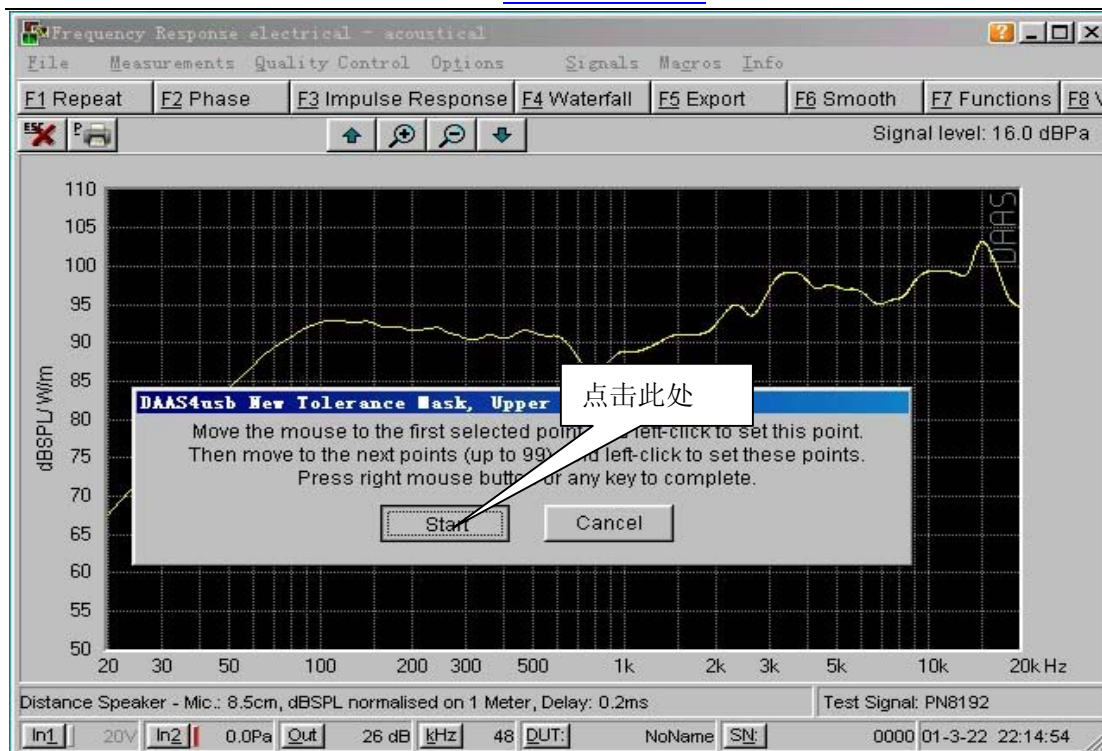 Frequency Response electrical - acoustical
File Measurements Quality Control Options Signals Macros Info
F1 Repeat F2 Phase F3 Impulse Response F4 Waterfall F5 Export F6 Smooth F7 Functions F8
ESC P Signal level: 16.0 dBPa
DAAS
110
105
100
95
90
85
80
75
70
65
60
55
50
dBSPL/W/m
DAAS4usb New Tolerance Mask, Upper
点击此处
Move the mouse to the first selected point left-click to set this point.
Then move to the next points (up to 99) left-click to set these points.
Press right mouse button or any key to complete.
Start Cancel
20 30 50 100 200 300 500 1k 2k 3k 5k 10k 20k Hz
Distance Speaker - Mic.: 8.5cm, dBSPL normalised on 1 Meter, Delay: 0.2ms Test Signal: PN8192
In1 20V In2 0.0Pa Out 26 dB kHz 48 DUT: NoName SN: 0000 01-3-22 22:14:54